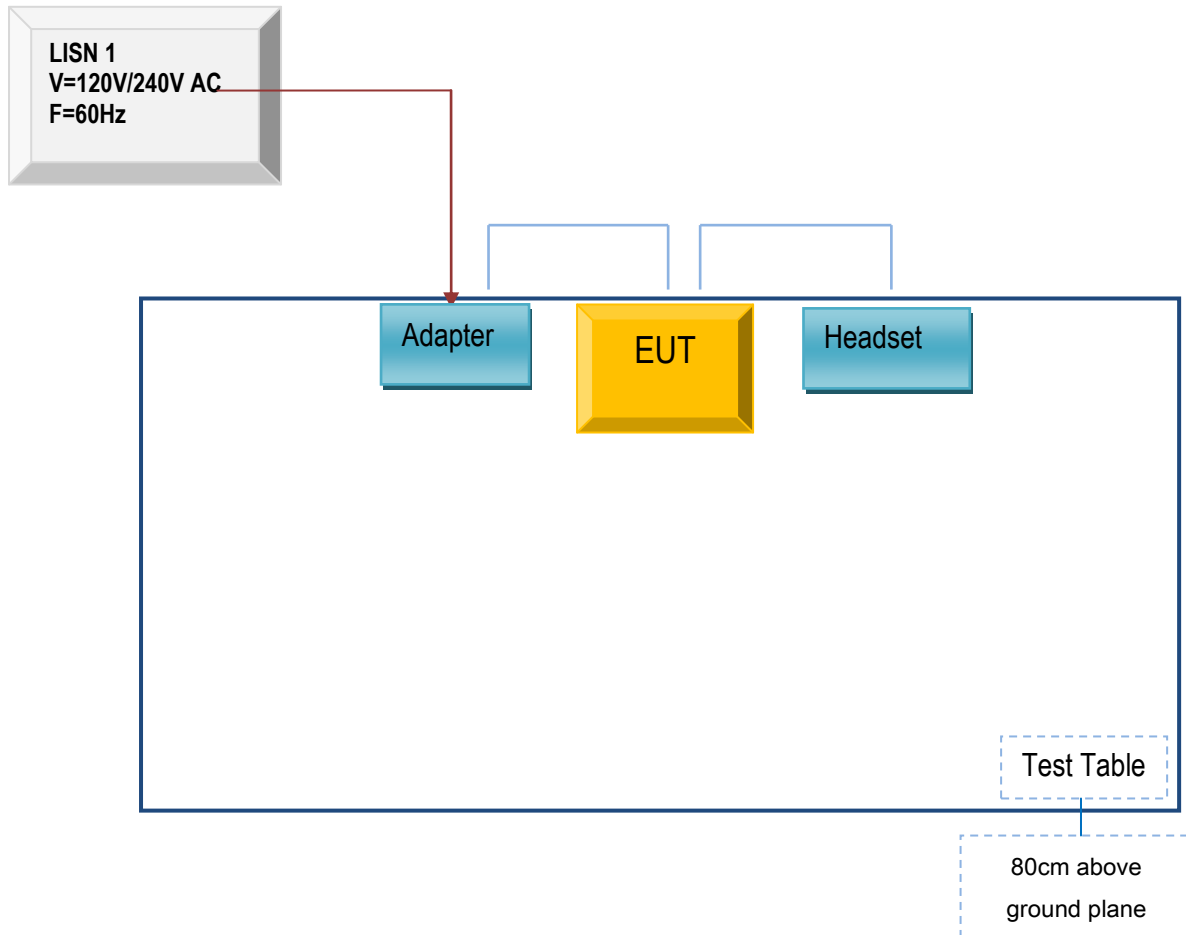 LISN 1
V=120V/240V AC
F=60Hz
Adapter
EUT
Headset
Test Table
80cm above
ground plane